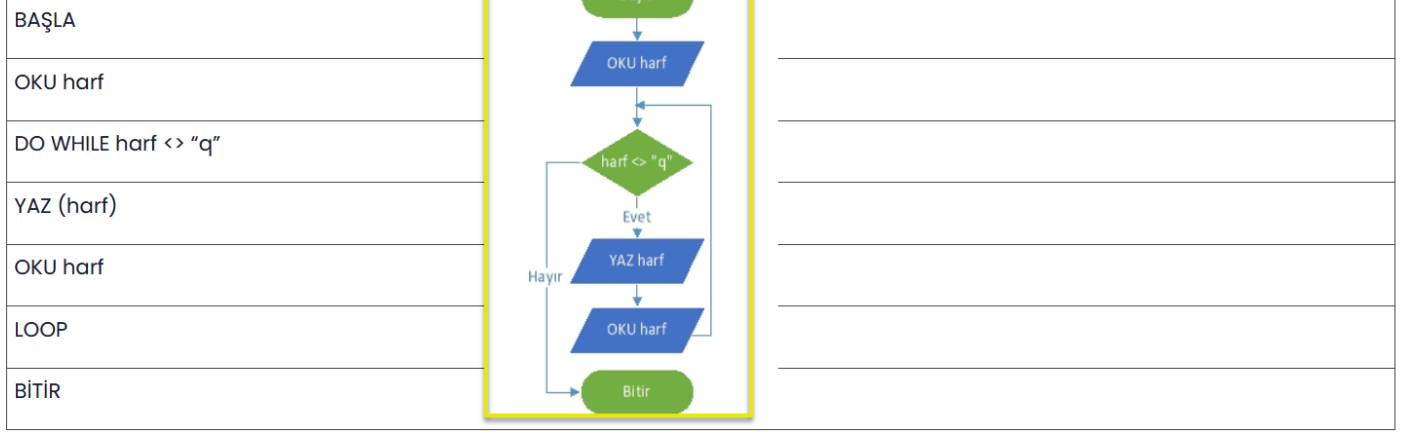 BAŞLA
OKU harf
DO WHILE harf <> “q”
YAZ (harf)
OKU harf
LOOP
BİTİR
OKU harf
harf <> "q"
Evet
YAZ harf
Hayır
OKU harf
Bitir